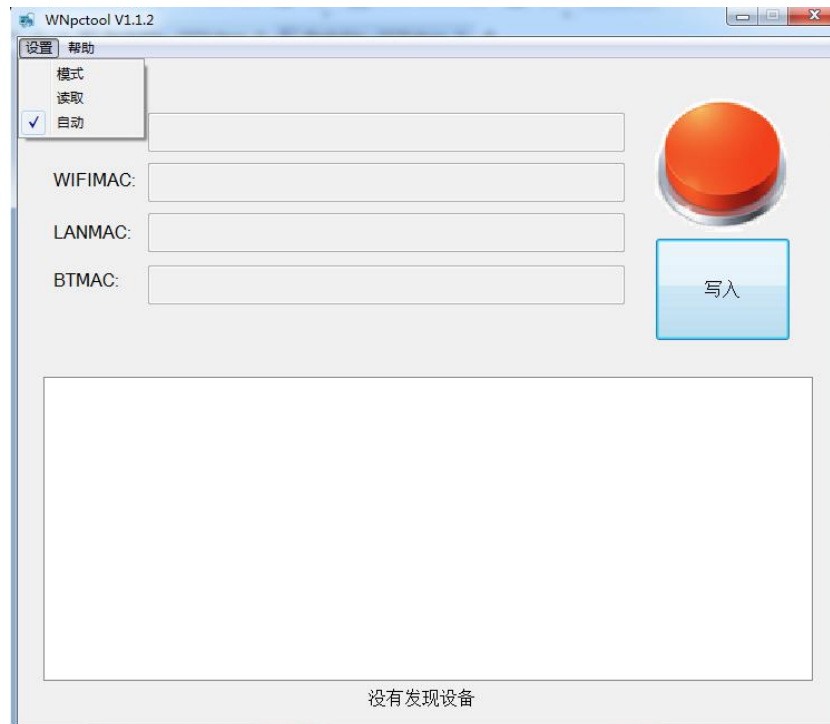 WNpctool V1.1.2
设置 帮助
模式
读取
✓ 自动
WIFIMAC:
LANMAC:
BTMAC:
写入
没有发现设备